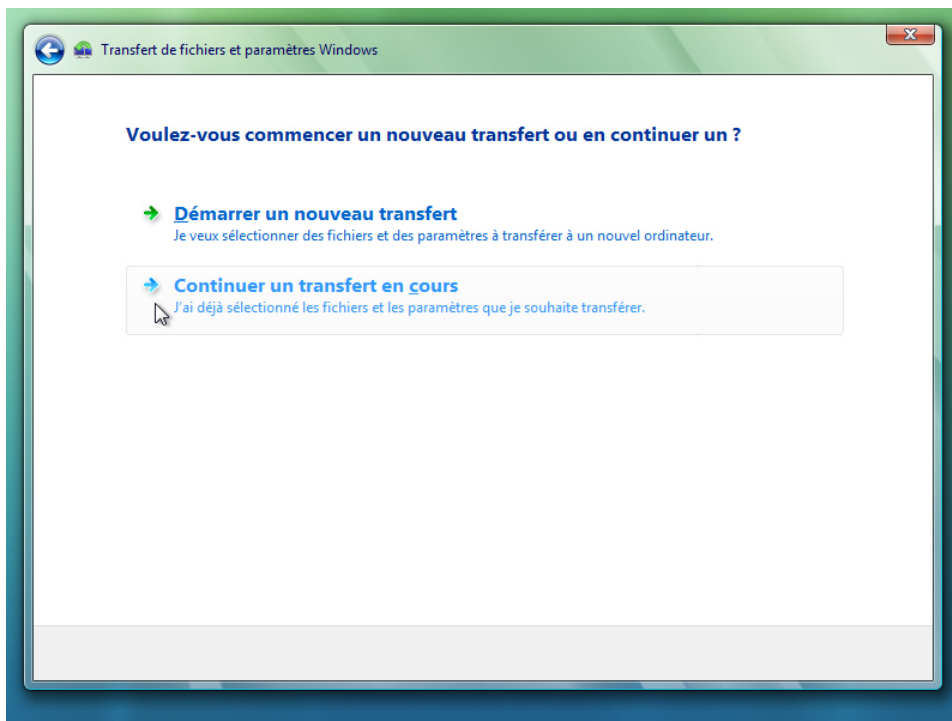 Transfert de fichiers et paramètres Windows
Voulez-vous commencer un nouveau transfert ou en continuer un ?
Démarrer un nouveau transfert
Je veux sélectionner des fichiers et des paramètres à transférer à un nouvel ordinateur.
Continuer un transfert en cours
J'ai déjà sélectionné les fichiers et les paramètres que je souhaite transférer.